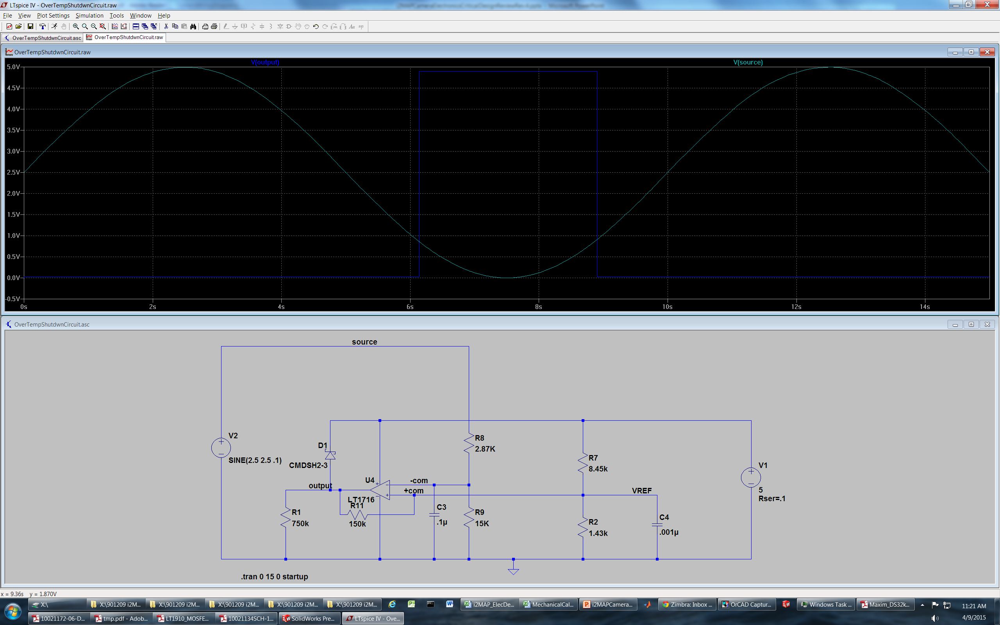 LTspice IV - OverTempShutdwnCircuit.raw
File View Plot Settings Simulation Tools Window Help
OverTempShutdwnCircuit.asc OverTempShutdwnCircuit.raw
OverTempShutdwnCircuit.raw
V(output) V(source)
5.0V
4.5V
4.0V
3.5V
3.0V
2.5V
2.0V
1.5V
1.0V
0.5V
0.0V
-0.5V
0s 2s 4s 6s 8s 10s 12s 14s
OverTempShutdwnCircuit.asc
source
V2
SINE(2.5 2.5 .1)
D1
CMDSH2-3
R8
2.87K
R7
8.45k
V1
5
Rser=.1
U4
LT1716
-com
+com
output
VREF
R11
150k
R1
750k
C3
.1µ
R9
15K
R2
1.43k
C4
.001µ
.tran 0 15 0 startup
x = 9.36s y = 1.870V
X:\ X:\901209 i2M... X:\901209 i2M... X:\901209 i2M... X:\901209 i2M... X:\901209 i2M... i2MAP_ElecDe... MechanicalCal... i2MAPCamera... Zimbra: Inbox ... OrCAD Captur... Windows Task ... Maxim_DS32k...
11:21 AM
10021172-06-D... tmp.pdf - Adob... LT1910_MOSFE... 10021134SCH-1... SolidWorks Pre... LTspice IV - Ove...
4/9/2015